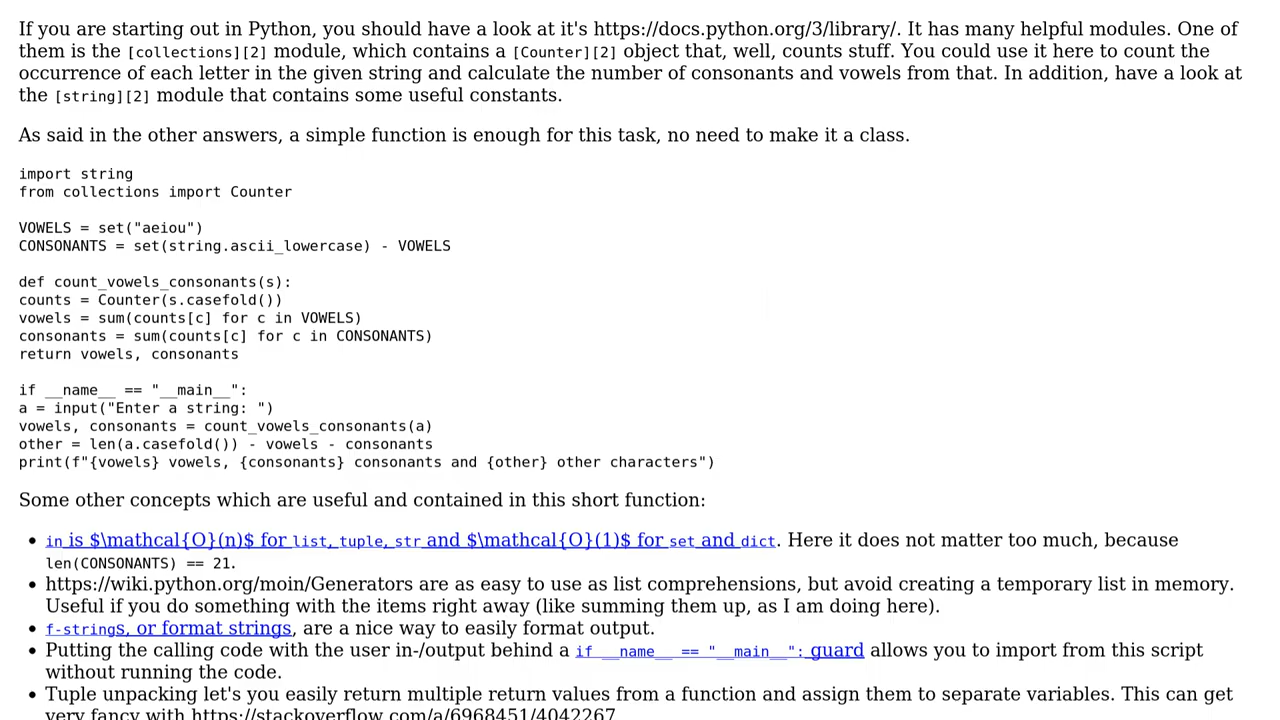 If you are starting out in Python, you should have a look at it's https://docs.python.org/3/library/. It has many helpful modules. One of
them is the [collections][2] module, which contains a [Counter][2] object that, well, counts stuff. You could use it here to count the
occurrence of each letter in the given string and calculate the number of consonants and vowels from that. In addition, have a look at
the [string][2] module that contains some useful constants.
As said in the other answers, a simple function is enough for this task, no need to make it a class.
import string
from collections import Counter
VOWELS = set("aeiou")
CONSONANTS = set(string.ascii_lowercase) - VOWELS
def count_vowels_consonants(s):
counts = Counter(s.casefold())
vowels = sum(counts[c] for c in VOWELS)
consonants = sum(counts[c] for c in CONSONANTS)
return vowels, consonants
if __name__ == "__main__":
a = input("Enter a string: ")
vowels, consonants = count_vowels_consonants(a)
other = len(a.casefold()) - vowels - consonants
print(f"{vowels} vowels, {consonants} consonants and {other} other characters")
Some other concepts which are useful and contained in this short function:
• in is $\mathcal{O}(n)$ for list, tuple, str and $\mathcal{O}(1)$ for set and dict. Here it does not matter too much, because
len(CONSONANTS) == 21.
• https://wiki.python.org/moin/Generators are as easy to use as list comprehensions, but avoid creating a temporary list in memory.
Useful if you do something with the items right away (like summing them up, as I am doing here).
• f-strings, or format strings, are a nice way to easily format output.
• Putting the calling code with the user in-/output behind a if __name__ == "__main__": guard allows you to import from this script
without running the code.
• Tuple unpacking let's you easily return multiple return values from a function and assign them to separate variables. This can get
very fancy with https://stackoverflow.com/a/6968451/4042267